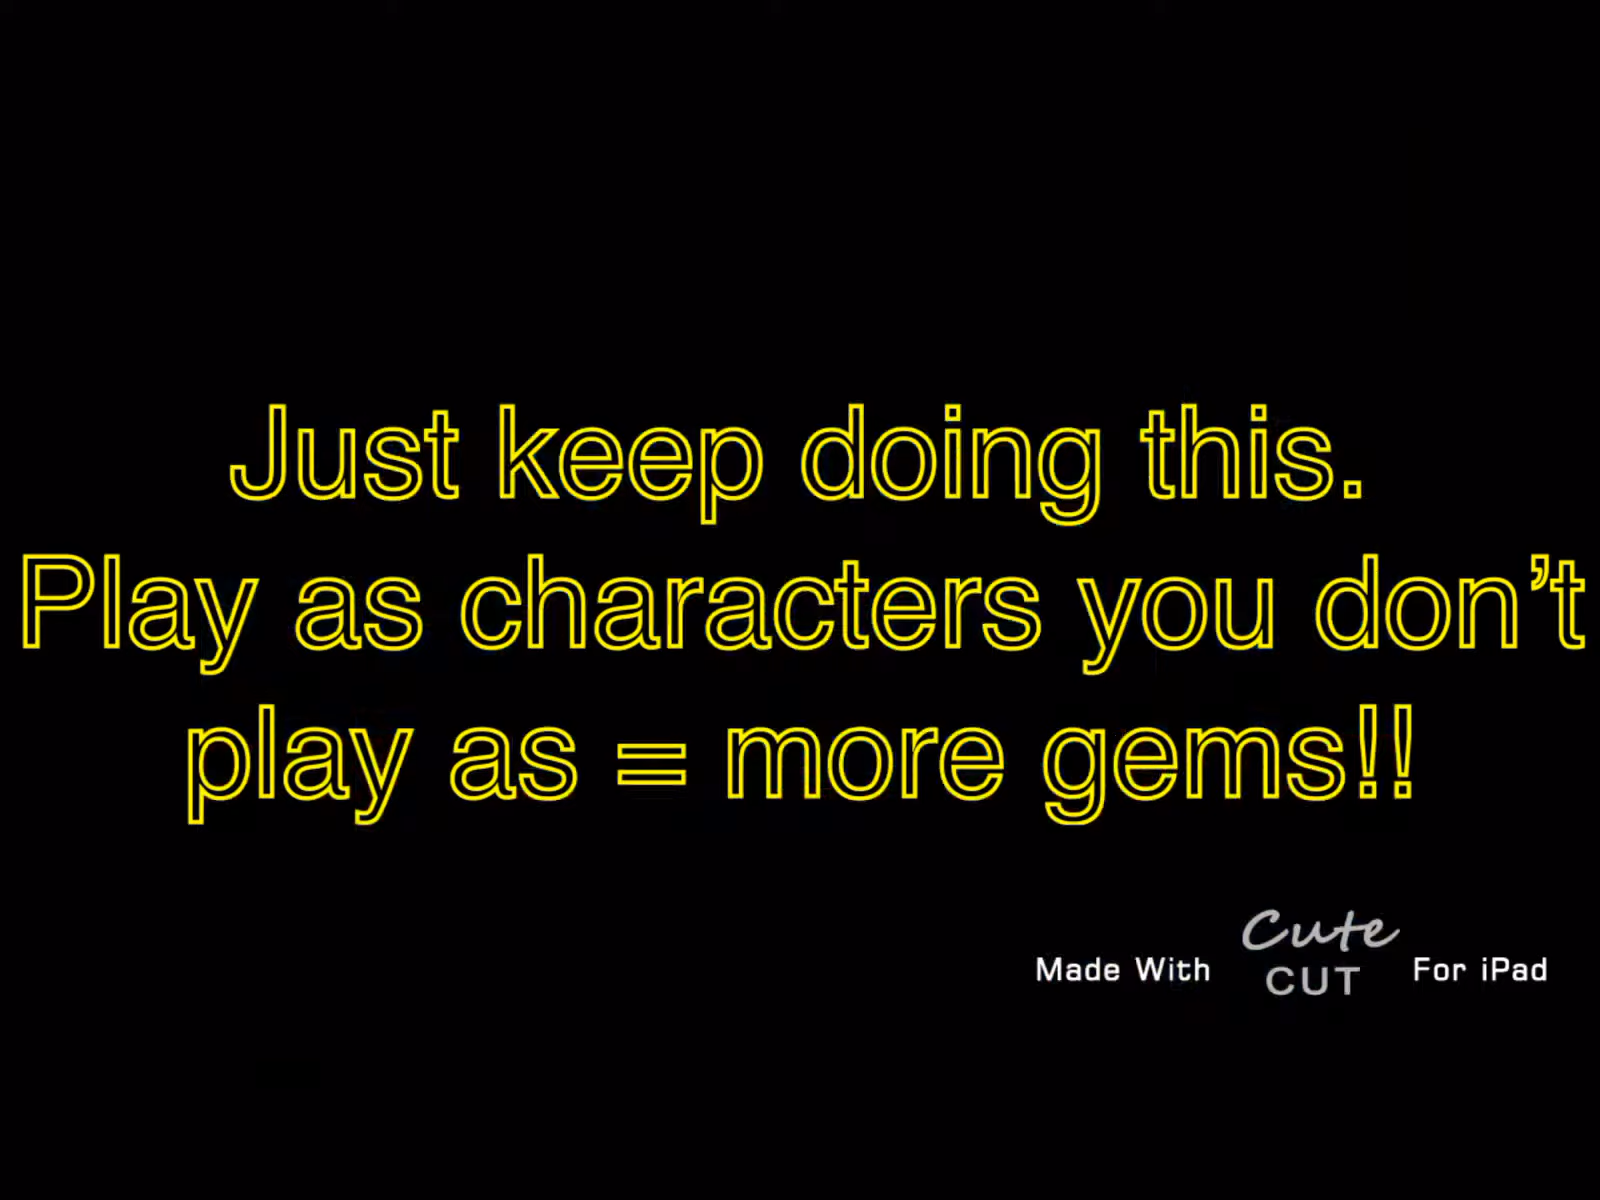 Just keep doing this.
Play as characters you don’t
play as = more gems!!
Made With Cute CUT For iPad